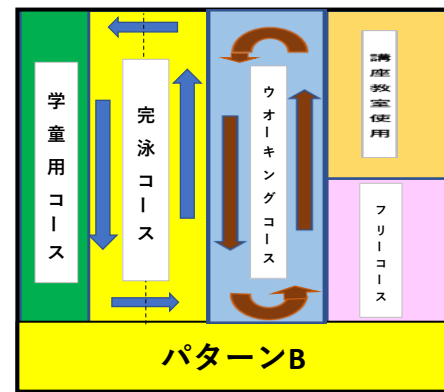 学童用コース
完泳コース
ウオーキングコース
講座教室使用
フリーコース
パターンB